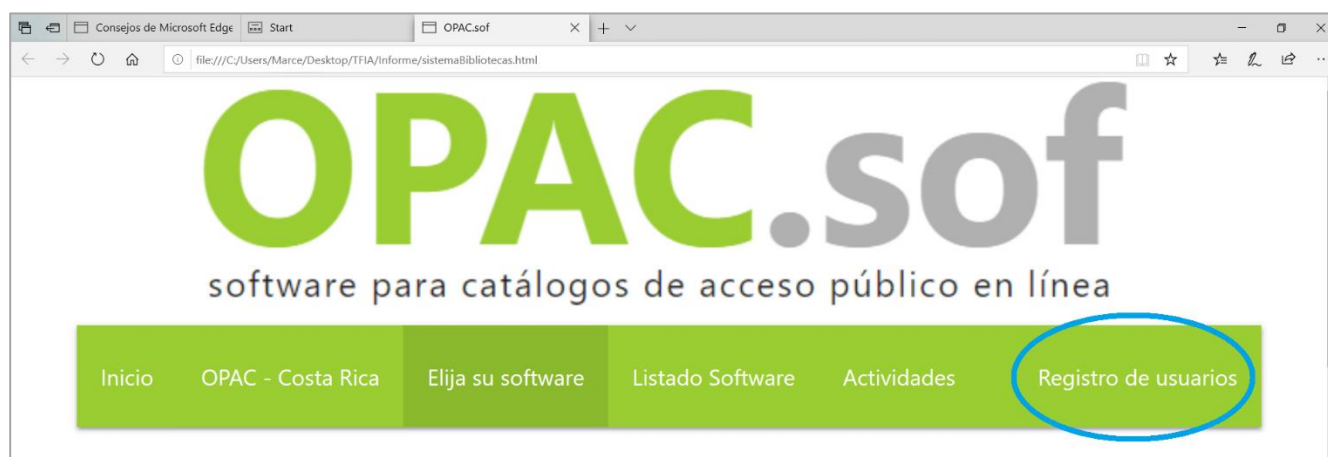 Consejos de Microsoft Edge Start OPAC.sof
file:///C:/Users/Marce/Desktop/TFIA/Informe/sistemaBibliotecas.html
OPAC.sof
software para catálogos de acceso público en línea
Inicio OPAC - Costa Rica Elija su software Listado Software Actividades Registro de usuarios